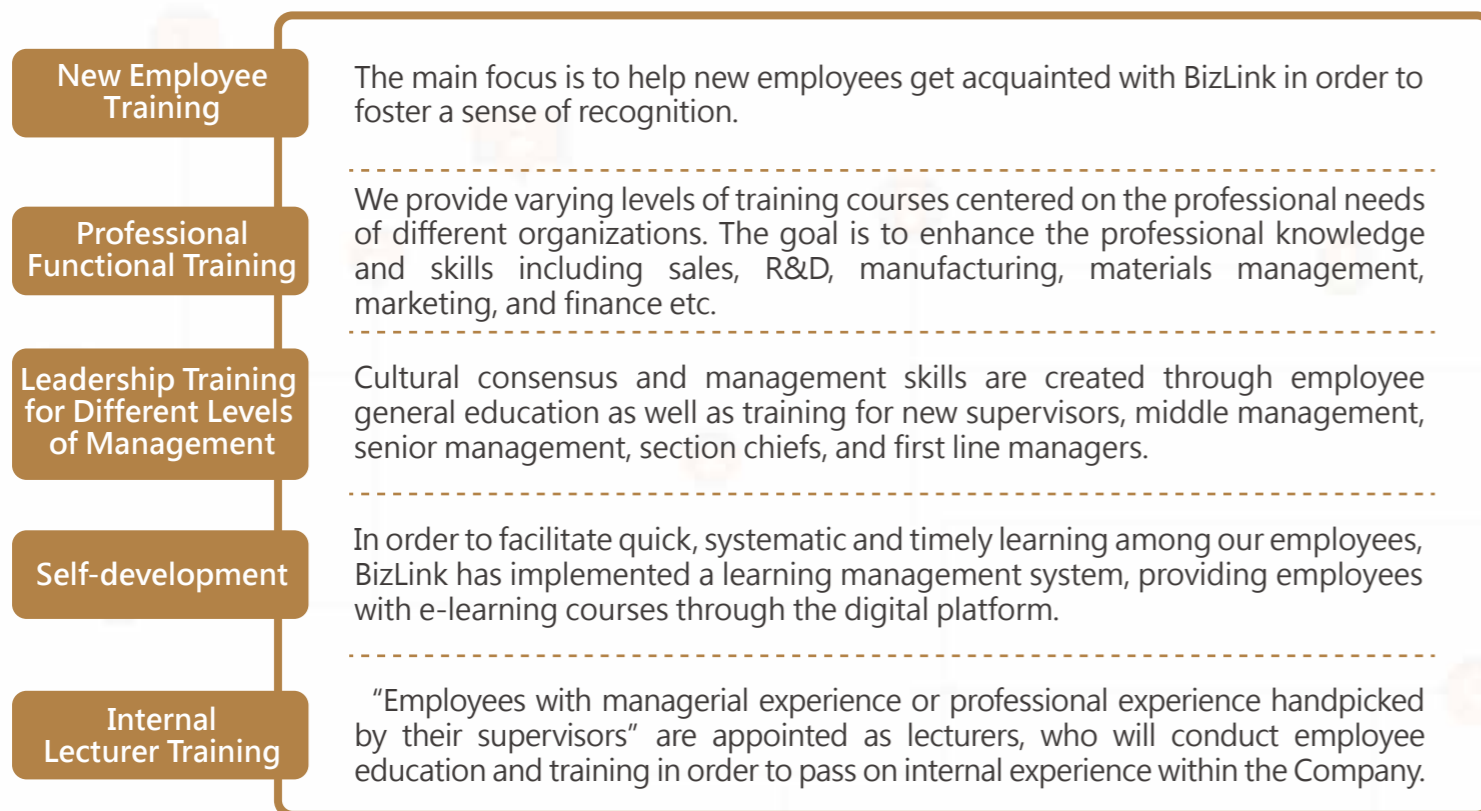 New Employee
Training
The main focus is to help new employees get acquainted with BizLink in order to
foster a sense of recognition.
Professional
Functional Training
We provide varying levels of training courses centered on the professional needs
of different organizations. The goal is to enhance the professional knowledge
and skills including sales, R&D, manufacturing, materials management,
marketing, and finance etc.
Leadership Training
for Different Levels
of Management
Cultural consensus and management skills are created through employee
general education as well as training for new supervisors, middle management,
senior management, section chiefs, and first line managers.
Self-development
In order to facilitate quick, systematic and timely learning among our employees,
BizLink has implemented a learning management system, providing employees
with e-learning courses through the digital platform.
Internal
Lecturer Training
“Employees with managerial experience or professional experience handpicked
by their supervisors” are appointed as lecturers, who will conduct employee
education and training in order to pass on internal experience within the Company.